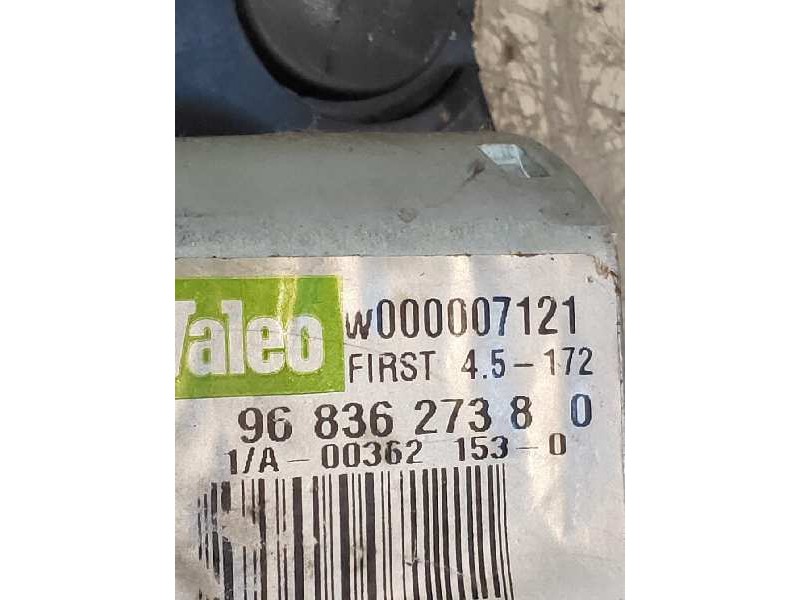 Valeo
W000007121
FIRST 4.5-172
96 836 273 8 0
1/A-00362 153-0